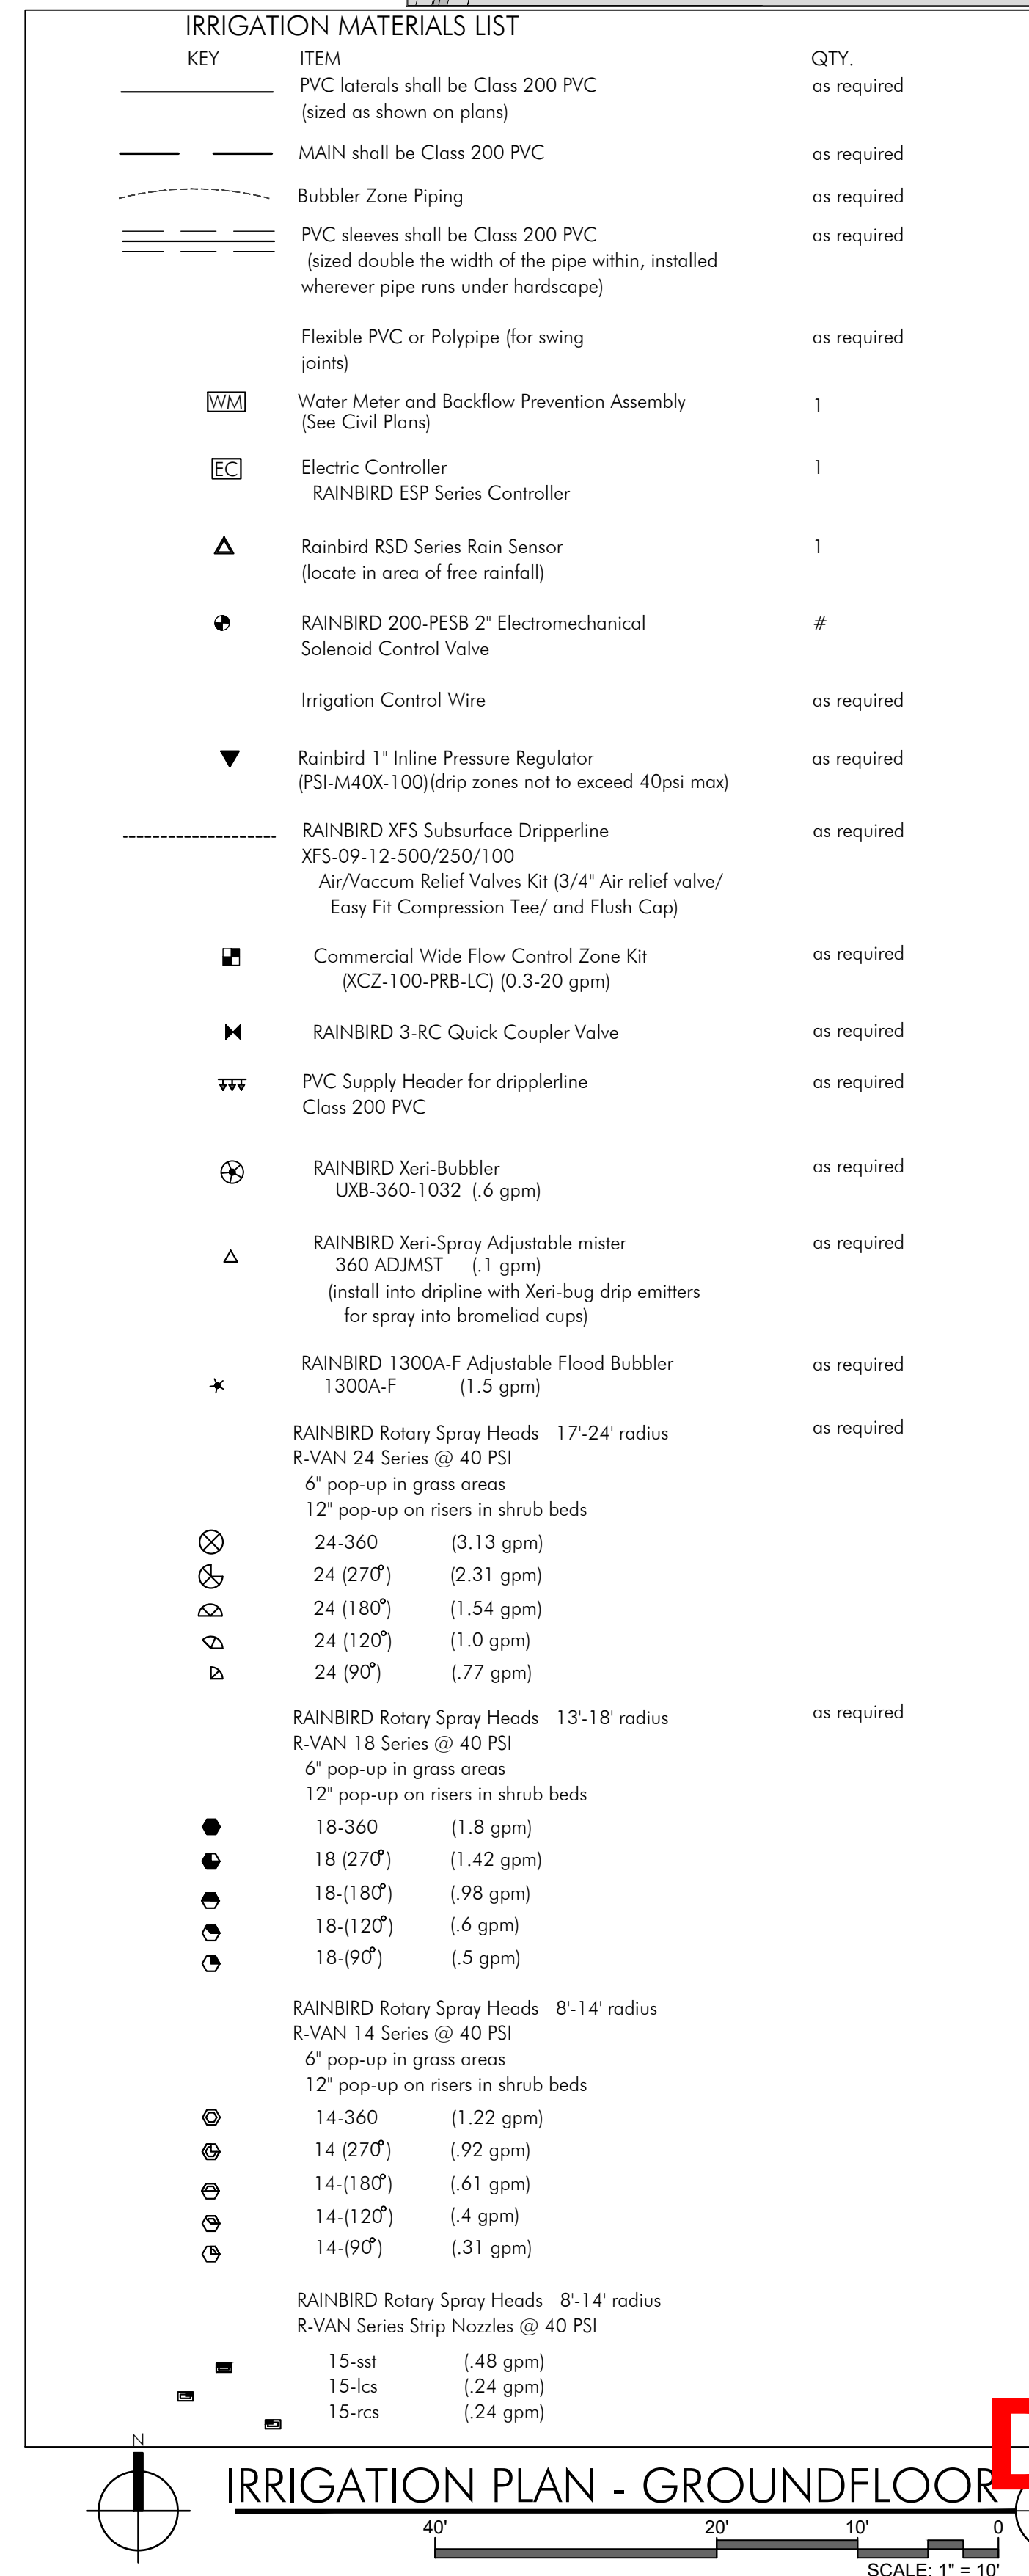 IRRIGATION MATERIALS LIST
KEY ITEM QTY.
PVC laterals shall be Class 200 PVC as required
(sized as shown on plans)
MAIN shall be Class 200 PVC as required
Bubbler Zone Piping as required
PVC sleeves shall be Class 200 PVC as required
(sized double the width of the pipe within, installed
wherever pipe runs under hardscape)
Flexible PVC or Polypipe (for swing as required
joints)
WM Water Meter and Backflow Prevention Assembly 1
(See Civil Plans)
EC Electric Controller 1
RAINBIRD ESP Series Controller
Rainbird RSD Series Rain Sensor 1
(locate in area of free rainfall)
RAINBIRD 200-PESB 2" Electromechanical #
Solenoid Control Valve
Irrigation Control Wire as required
Rainbird 1" Inline Pressure Regulator as required
(PSI-M40X-100)(drip zones not to exceed 40psi max)
RAINBIRD XFS Subsurface Dripperline as required
XFS-09-12-500/250/100
Air/Vaccum Relief Valves Kit (3/4" Air relief valve/
Easy Fit Compression Tee/ and Flush Cap)
Commercial Wide Flow Control Zone Kit as required
(XCZ-100-PRB-LC) (0.3-20 gpm)
RAINBIRD 3-RC Quick Coupler Valve as required
PVC Supply Header for dripplerline as required
Class 200 PVC
RAINBIRD Xeri-Bubbler as required
UXB-360-1032 (.6 gpm)
RAINBIRD Xeri-Spray Adjustable mister as required
360 ADJMST (.1 gpm)
(install into dripline with Xeri-bug drip emitters
for spray into bromeliad cups)
RAINBIRD 1300A-F Adjustable Flood Bubbler as required
1300A-F (1.5 gpm)
RAINBIRD Rotary Spray Heads 17'-24' radius as required
R-VAN 24 Series @ 40 PSI
6" pop-up in grass areas
12" pop-up on risers in shrub beds
24-360 (3.13 gpm)
24 (270°) (2.31 gpm)
24 (180°) (1.54 gpm)
24 (120°) (1.0 gpm)
24 (90°) (.77 gpm)
RAINBIRD Rotary Spray Heads 13'-18' radius as required
R-VAN 18 Series @ 40 PSI
6" pop-up in grass areas
12" pop-up on risers in shrub beds
18-360 (1.8 gpm)
18 (270°) (1.42 gpm)
18-(180°) (.98 gpm)
18-(120°) (.6 gpm)
18-(90°) (.5 gpm)
RAINBIRD Rotary Spray Heads 8'-14' radius
R-VAN 14 Series @ 40 PSI
6" pop-up in grass areas
12" pop-up on risers in shrub beds
14-360 (1.22 gpm)
14 (270°) (.92 gpm)
14-(180°) (.61 gpm)
14-(120°) (.4 gpm)
14-(90°) (.31 gpm)
RAINBIRD Rotary Spray Heads 8'-14' radius
R-VAN Series Strip Nozzles @ 40 PSI
15-sst (.48 gpm)
15-lcs (.24 gpm)
15-rcs (.24 gpm)
N
IRRIGATION PLAN - GROUNDFLOOR
40' 20' 10' 0
SCALE: 1" = 10'